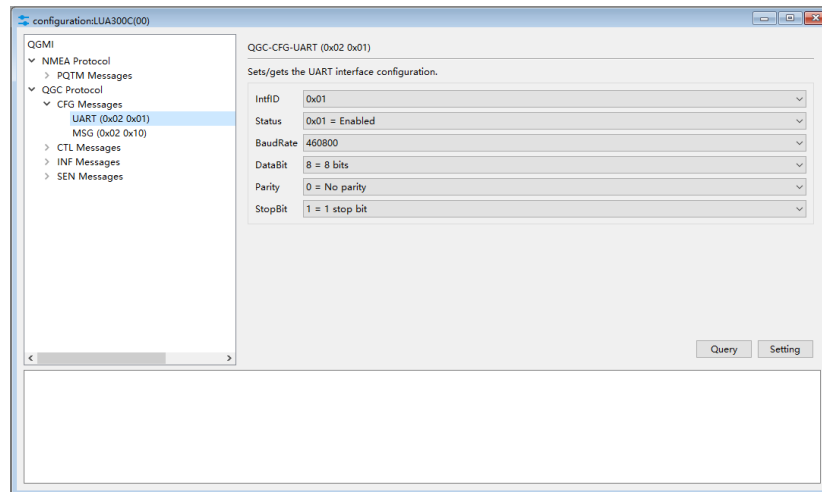 configuration:LUA300C(00)
QGMI
NMEA Protocol
PQTM Messages
QGC Protocol
CFG Messages
UART (0x02 0x01)
MSG (0x02 0x10)
CTL Messages
INF Messages
SEN Messages
QGC-CFG-UART (0x02 0x01)
Sets/gets the UART interface configuration.
IntfID 0x01
Status 0x01 = Enabled
BaudRate 460800
DataBit 8 = 8 bits
Parity 0 = No parity
StopBit 1 = 1 stop bit
Query Setting